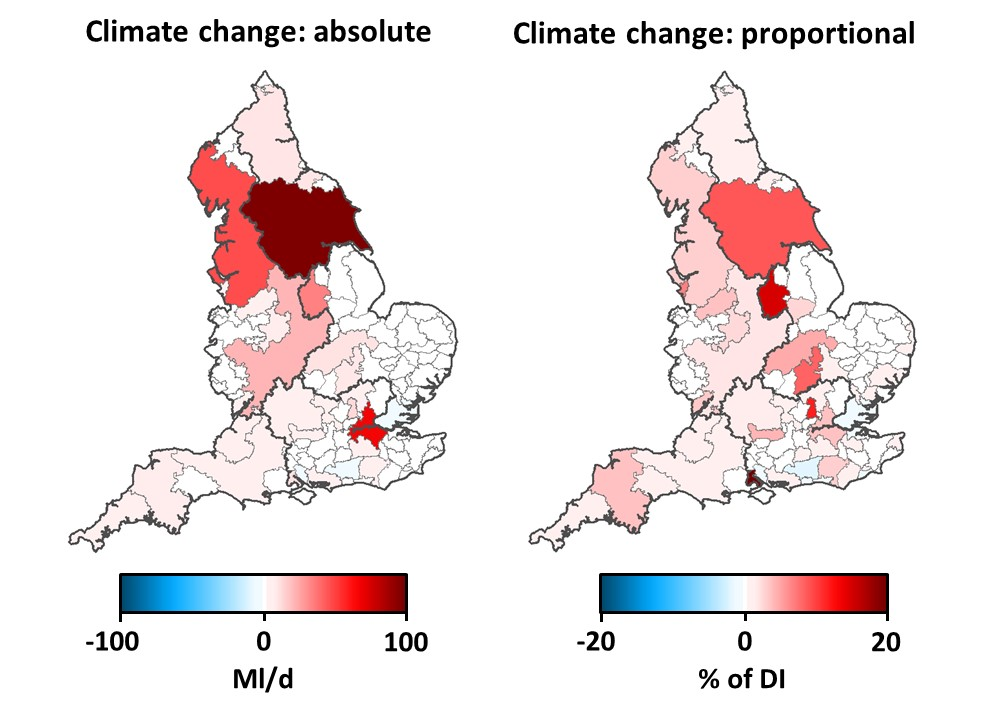 Climate change: absolute
Climate change: proportional
-100 0 100
Ml/d
-20 0 20
% of DI